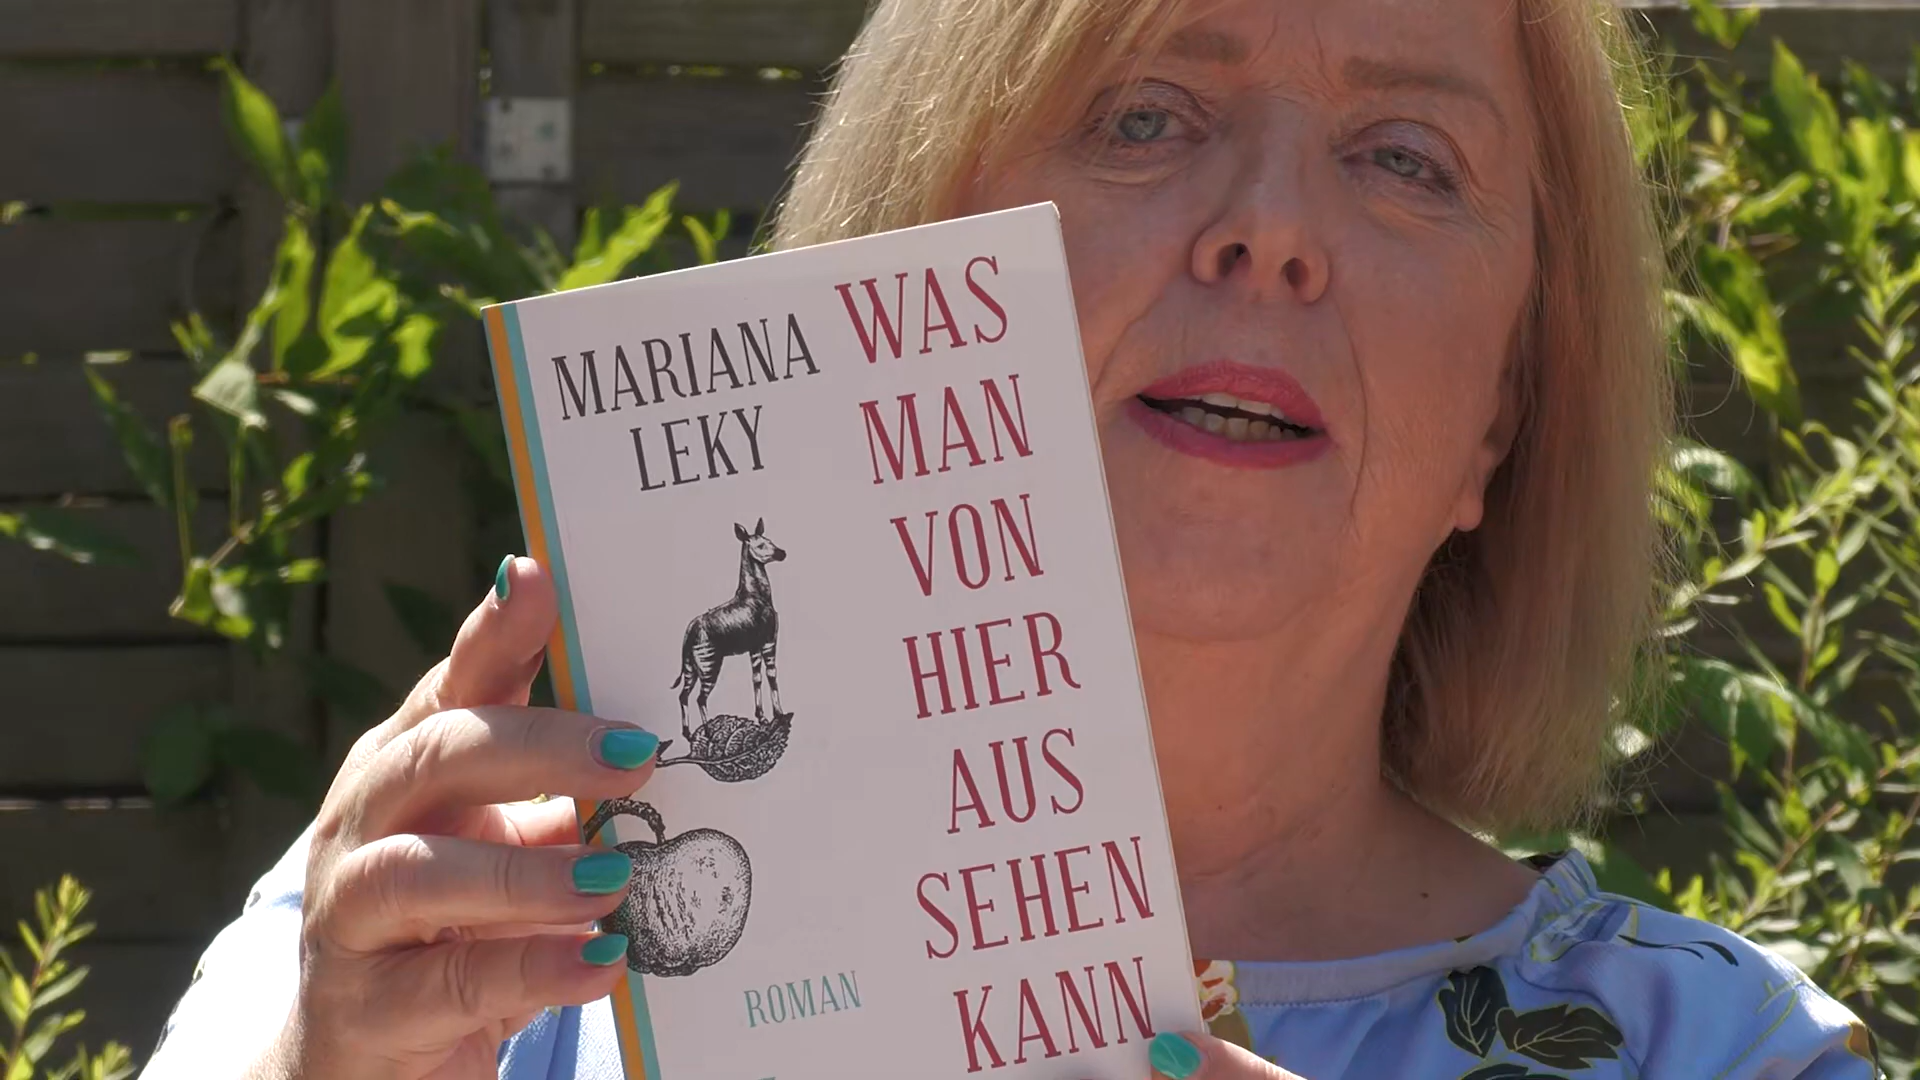 MARIANA
LEKY
WAS
MAN
VON
HIER
AUS
SEHEN
KANN
ROMAN